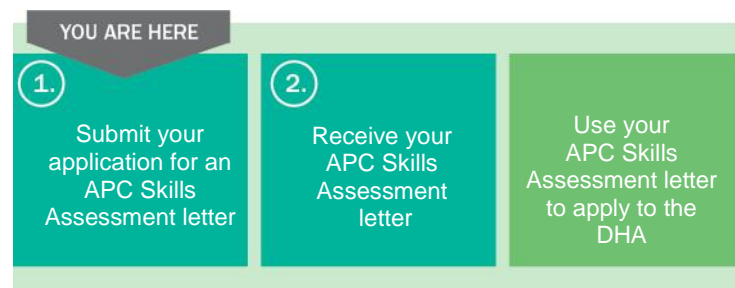 YOU ARE HERE
1.
Submit your
application for an
APC Skills
Assessment letter
2.
Receive your
APC Skills
Assessment
letter
Use your
APC Skills
Assessment letter
to apply to the
DHA